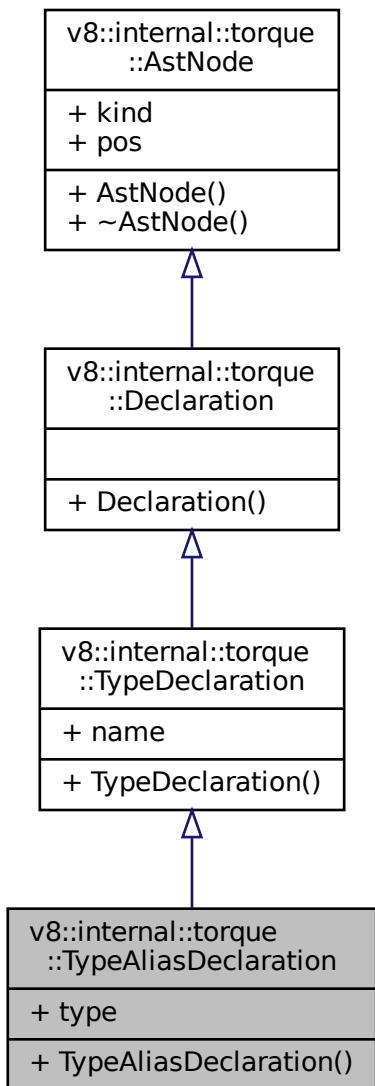 v8::internal::torque
::AstNode
+ kind
+ pos
+ AstNode()
+ ~AstNode()
v8::internal::torque
::Declaration
+ Declaration()
v8::internal::torque
::TypeDeclaration
+ name
+ TypeDeclaration()
v8::internal::torque
::TypeAliasDeclaration
+ type
+ TypeAliasDeclaration()